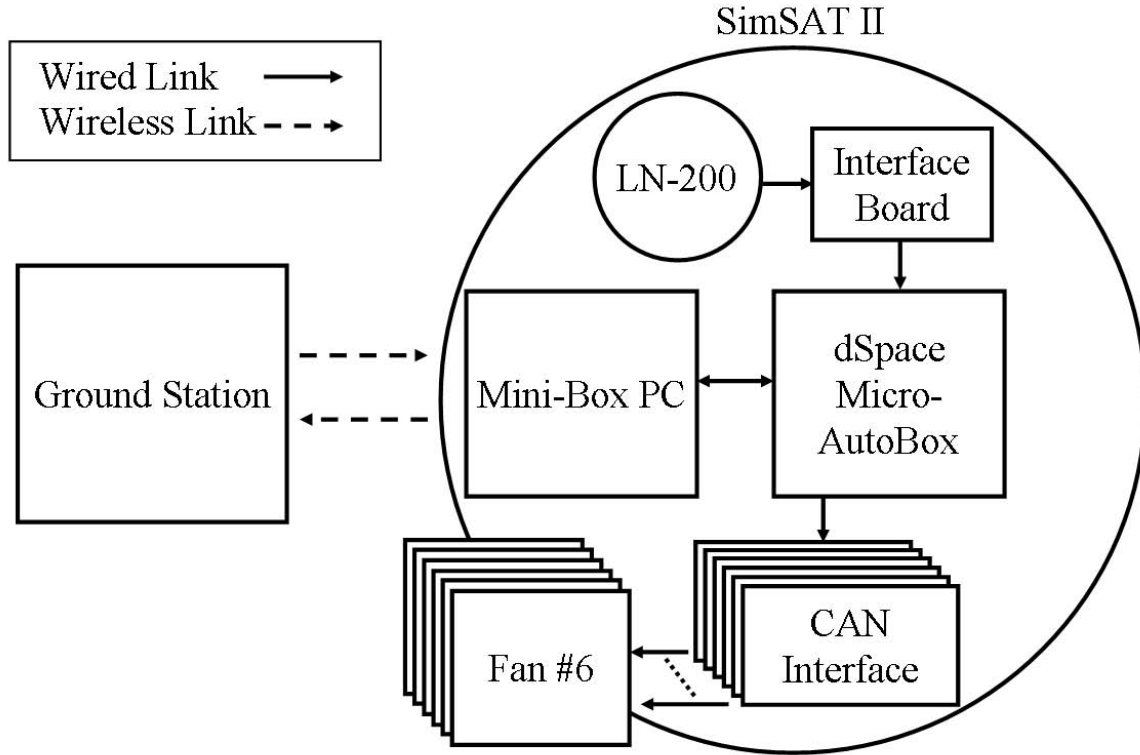 SimSAT II
Wired Link
Wireless Link
LN-200
Interface
Board
Ground Station
Mini-Box PC
dSpace
Micro-
AutoBox
Fan #6
CAN
Interface